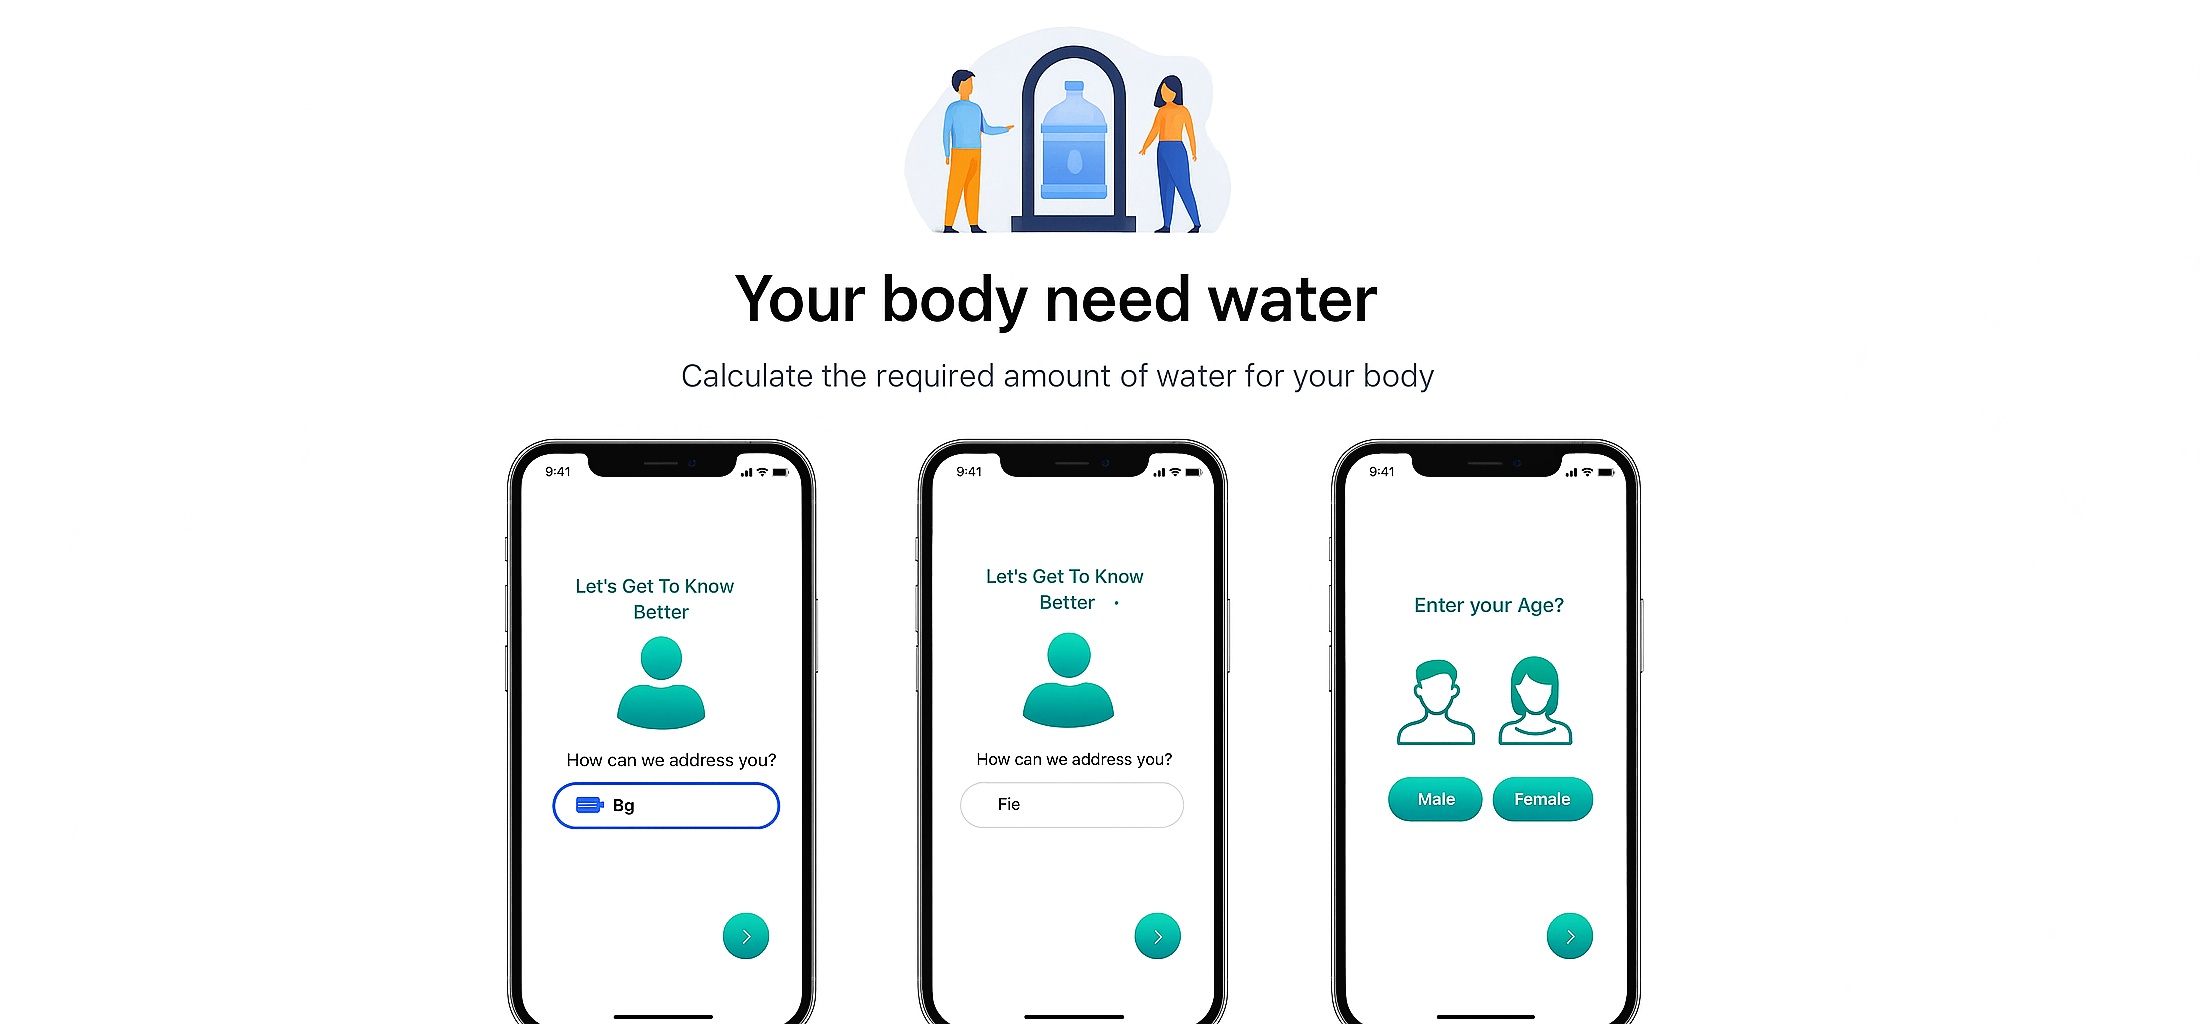 Your body need water
Calculate the required amount of water for your body
9:41
Let's Get To Know
Better
How can we address you?
Bg
9:41
Let's Get To Know
Better
How can we address you?
Fie
9:41
Enter your Age?
Male
Female